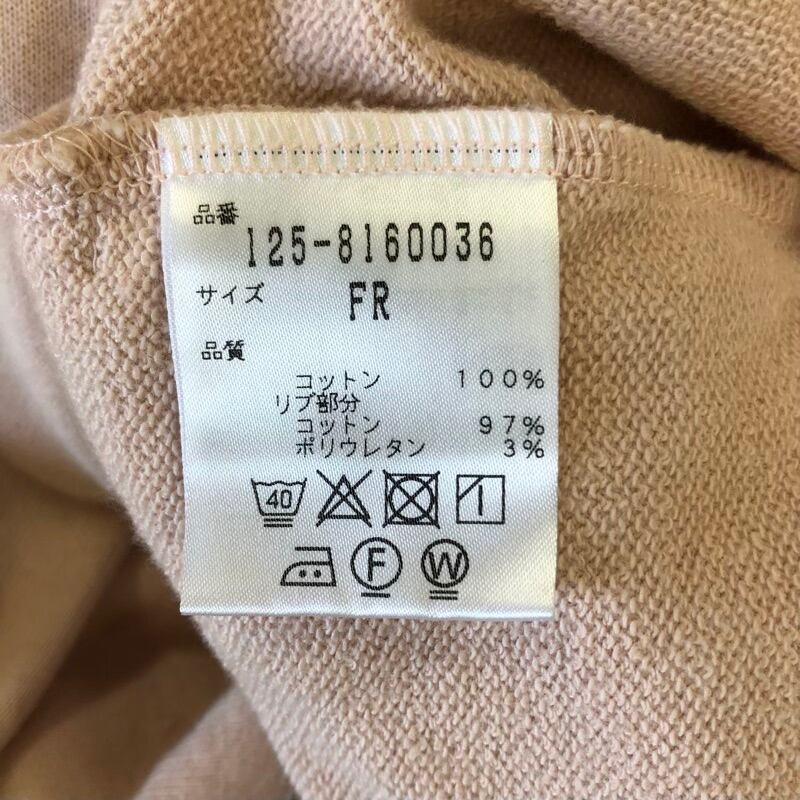 品番
125-8160036
サイズ FR
品質
コットン 100%
リブ部分
コットン 97%
ポリウレタン 3%
40
F W